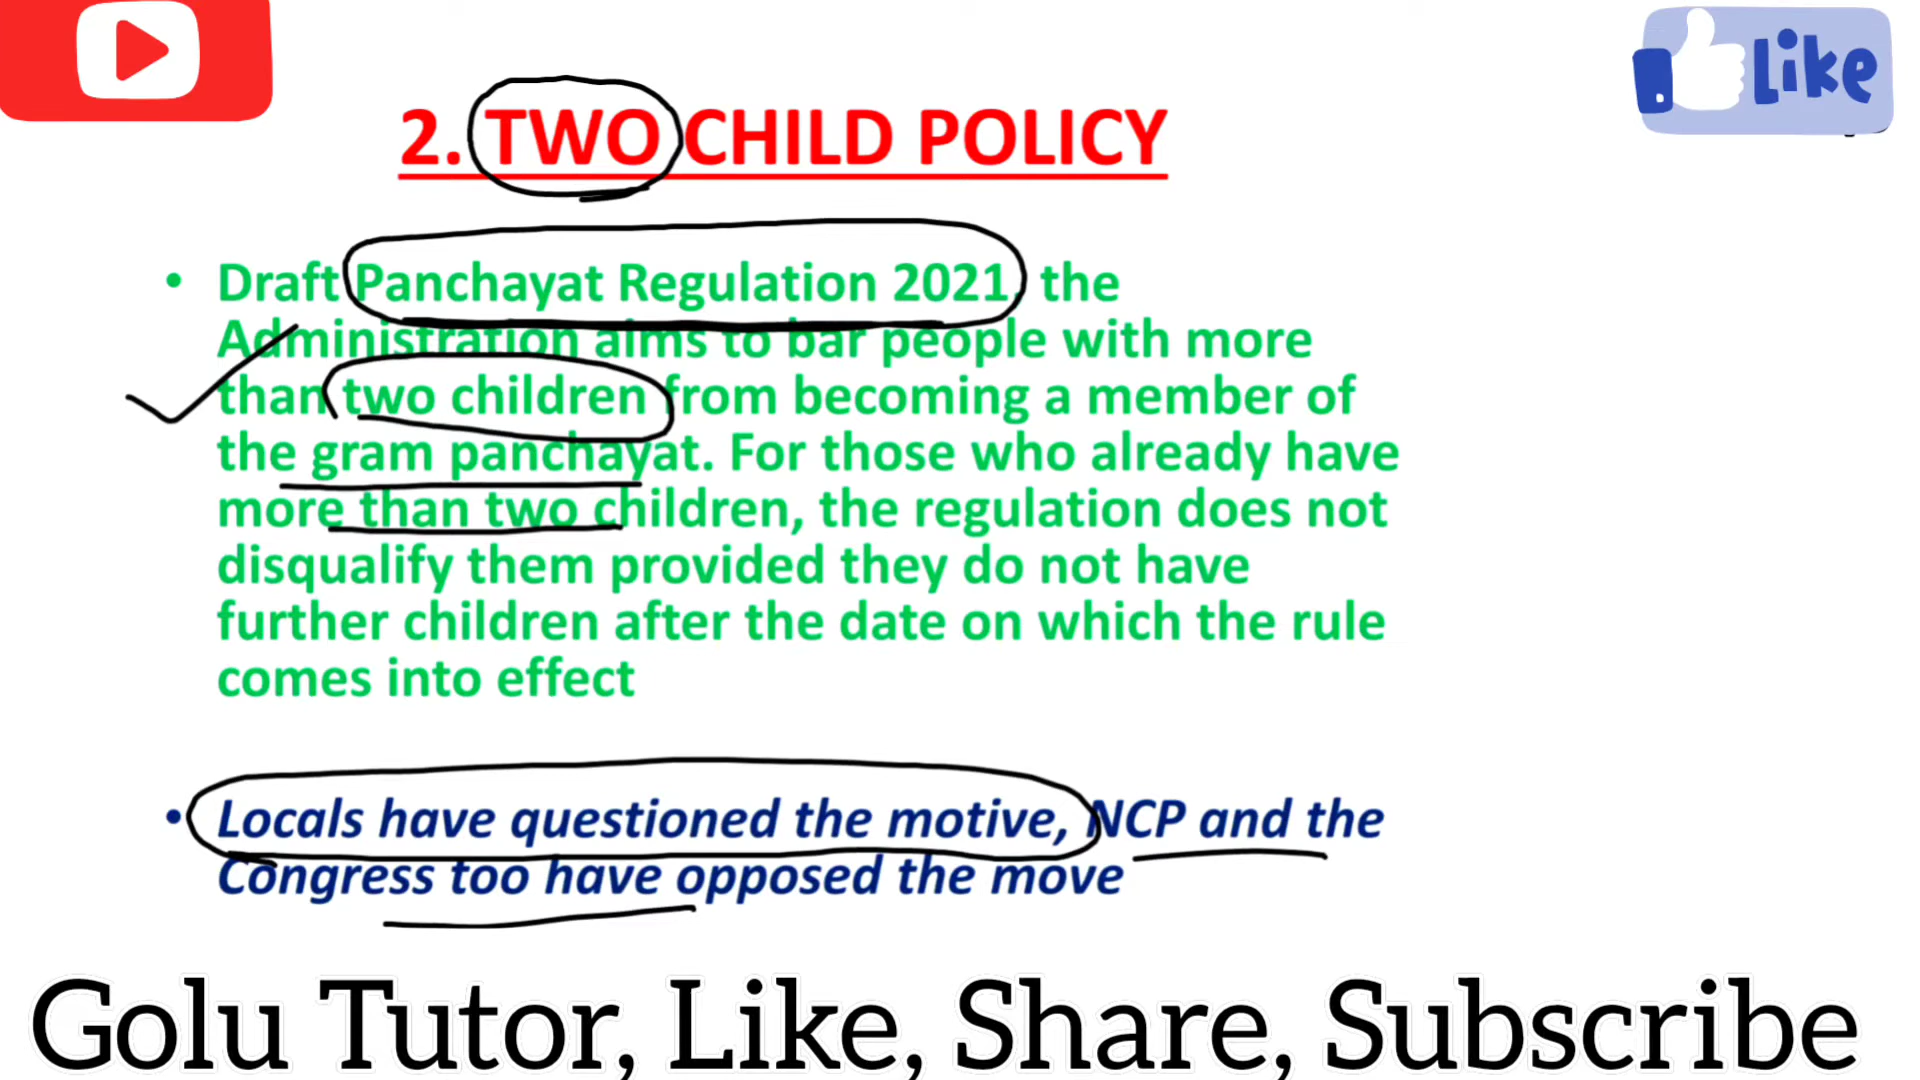 Like
2. TWO CHILD POLICY
• Draft Panchayat Regulation 2021, the
Administration aims to bar people with more
than two children from becoming a member of
the gram panchayat. For those who already have
more than two children, the regulation does not
disqualify them provided they do not have
further children after the date on which the rule
comes into effect
• Locals have questioned the motive, NCP and the
Congress too have opposed the move
Golu Tutor, Like, Share, Subscribe